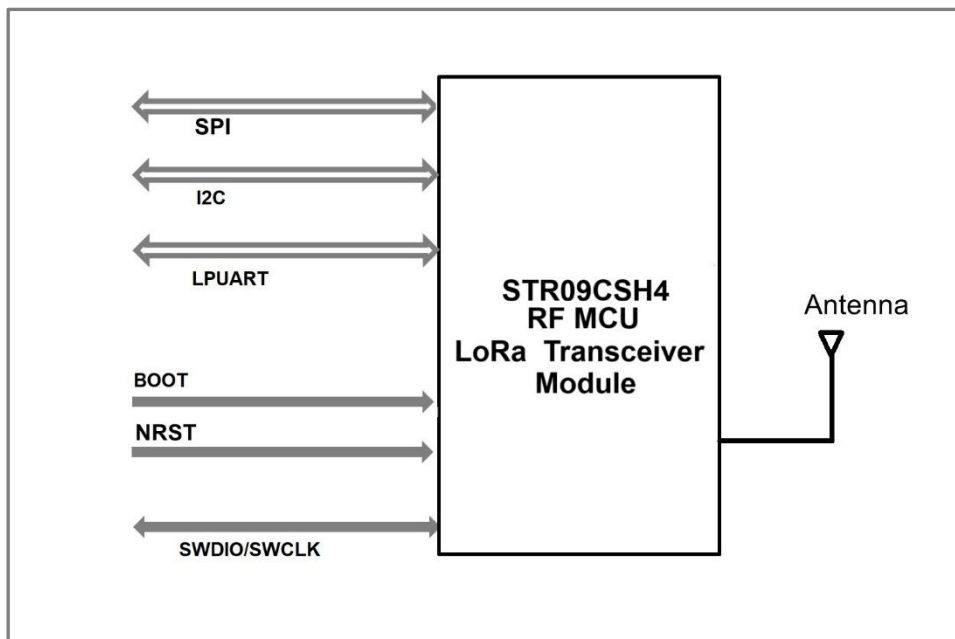 SPI
I2C
LPUART
BOOT
NRST
SWDIO/SWCLK
STR09CSH4
RF MCU
LoRa Transceiver
Module
Antenna